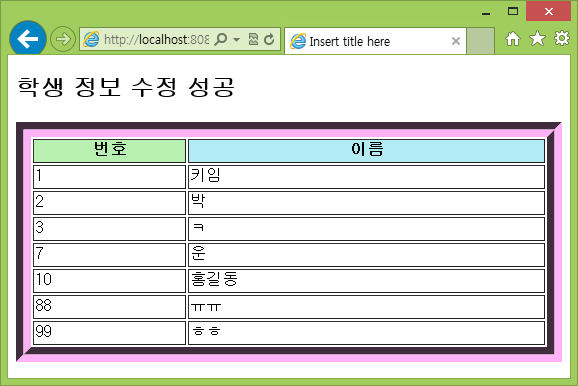 http://localhost:808
Insert title here
학생 정보 수정 성공
번호 이름
1 키임
2 박
3 ㅋ
7 운
10 홍길동
88 ㅠㅠ
99 ㅎㅎ